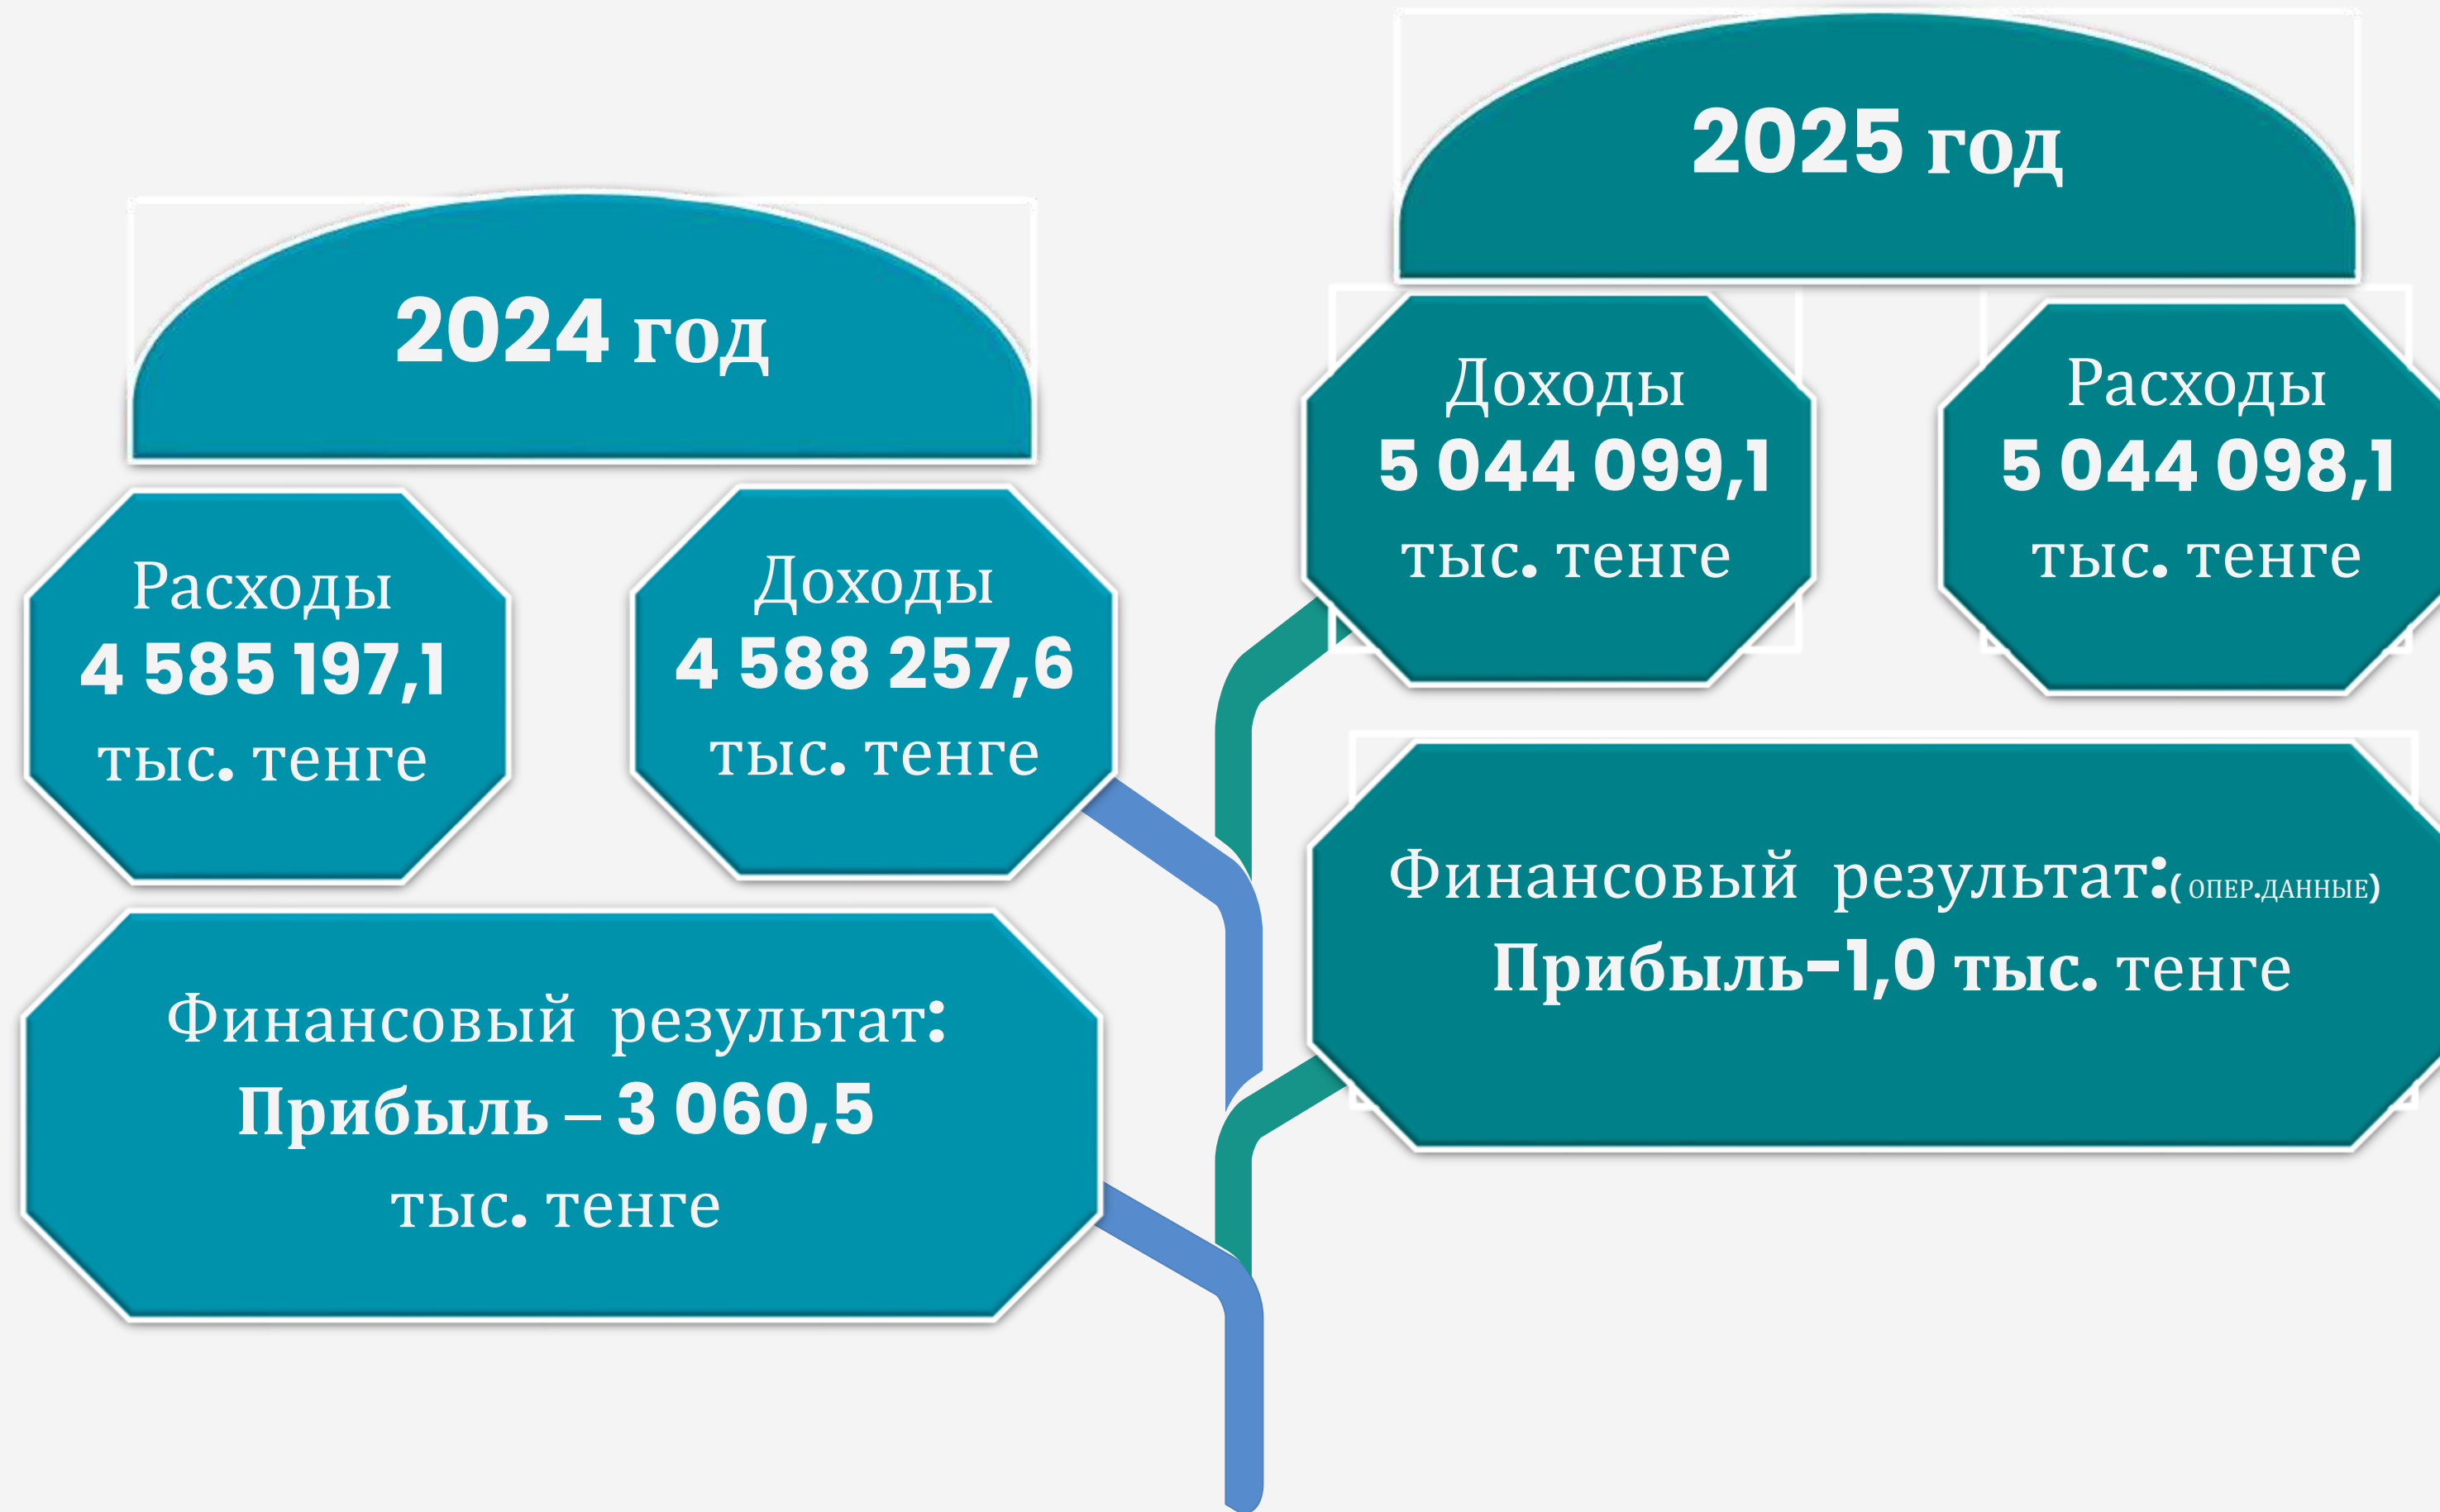 2024 год
Расходы
4 585 197,1
тыс. тенге
Доходы
4 588 257,6
тыс. тенге
Финансовый результат:
Прибыль – 3 060,5
тыс. тенге
2025 год
Доходы
5 044 099,1
тыс. тенге
Расходы
5 044 098,1
тыс. тенге
Финансовый результат:( ОПЕР.ДАННЫЕ)
Прибыль-1,0 тыс. тенге